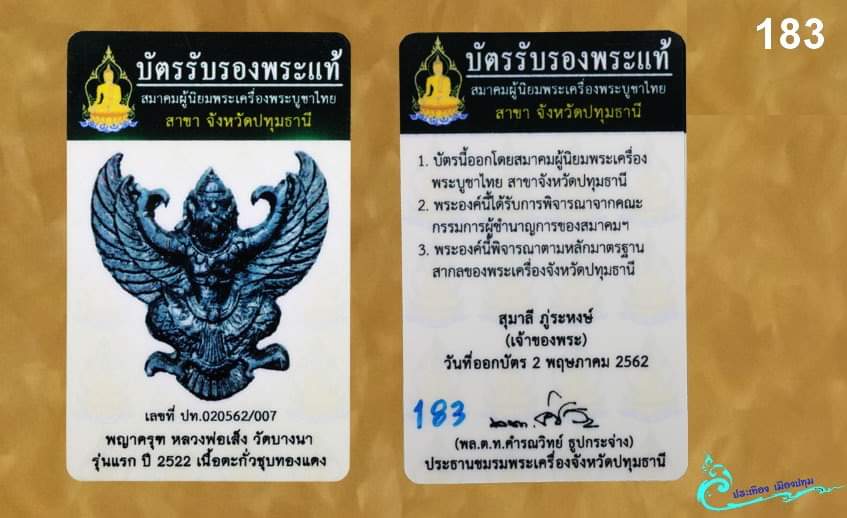 183
บัตรรับรองพระแท้
สมาคมผู้นิยมพระเครื่องพระบูชาไทย
สาขา จังหวัดปทุมธานี
เลขที่ ปท.020562/007
พญาครุฑ หลวงพ่อเส็ง วัดบางนา
รุ่นแรก ปี 2522 เนื้อตะกั่วชุบทองแดง
บัตรรับรองพระแท้
สมาคมผู้นิยมพระเครื่องพระบูชาไทย
สาขา จังหวัดปทุมธานี
1. บัตรนี้ออกโดยสมาคมผู้นิยมพระเครื่อง
พระบูชาไทย สาขาจังหวัดปทุมธานี
2. พระองค์นี้ได้รับการพิจารณาจากคณะ
กรรมการผู้ชำนาญการของสมาคมฯ
3. พระองค์นี้พิจารณาตามหลักมาตรฐาน
สากลของพระเครื่องจังหวัดปทุมธานี
สุมาลี ภู่ระหงษ์
(เจ้าของพระ)
วันที่ออกบัตร 2 พฤษภาคม 2562
183
(พล.ต.ท.คำรณวิทย์ ธูปกระจ่าง)
ประธานชมรมพระเครื่องจังหวัดปทุมธานี
ประเทือง เมืองปทุม